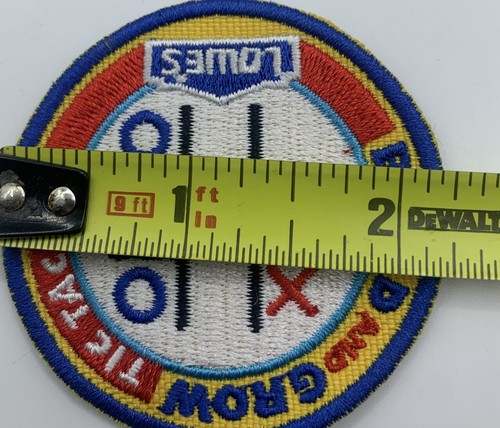 LOWE'S
9 ft
1 ft
in
2
DEWALT
TIC TAC
AND GROW